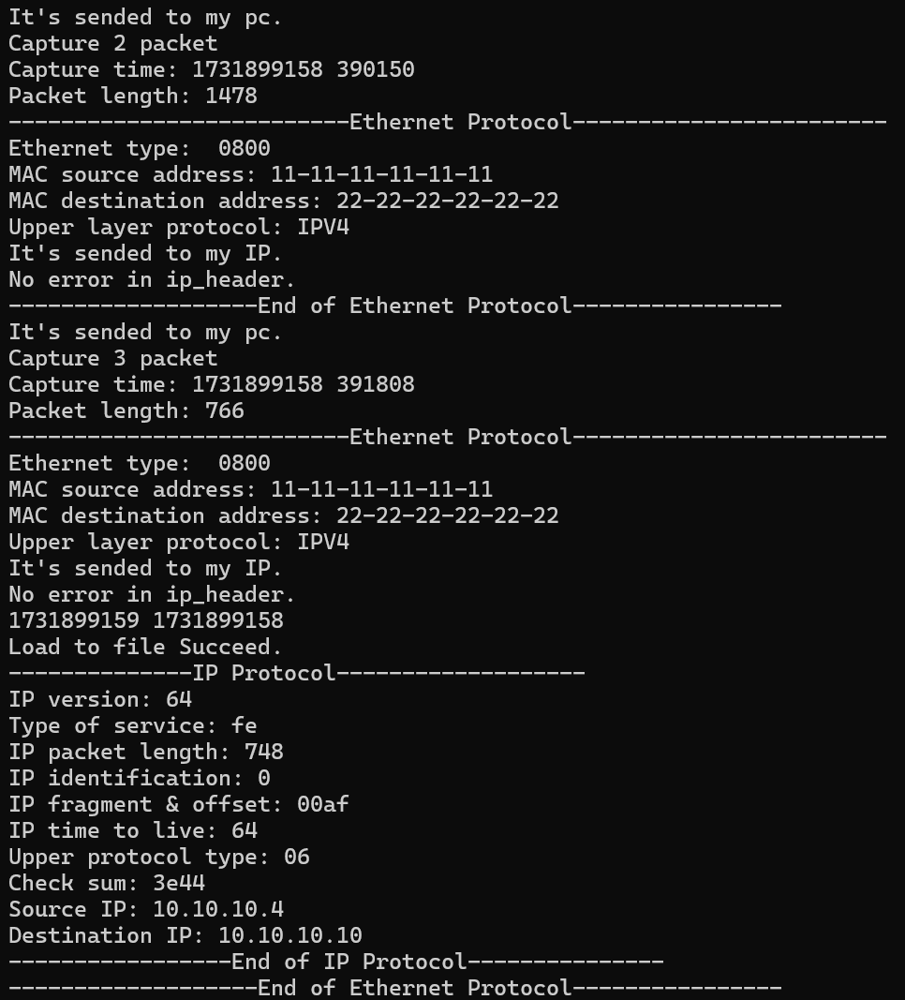 It's sended to my pc.
Capture 2 packet
Capture time: 1731899158 390150
Packet length: 1478
--------------------------Ethernet Protocol------------------------
Ethernet type:  0800
MAC source address: 11-11-11-11-11-11
MAC destination address: 22-22-22-22-22-22
Upper layer protocol: IPV4
It's sended to my IP.
No error in ip_header.
-------------------End of Ethernet Protocol----------------
It's sended to my pc.
Capture 3 packet
Capture time: 1731899158 391808
Packet length: 766
--------------------------Ethernet Protocol------------------------
Ethernet type:  0800
MAC source address: 11-11-11-11-11-11
MAC destination address: 22-22-22-22-22-22
Upper layer protocol: IPV4
It's sended to my IP.
No error in ip_header.
1731899159 1731899158
Load to file Succeed.
--------------IP Protocol-------------------
IP version: 64
Type of service: fe
IP packet length: 748
IP identification: 0
IP fragment & offset: 00af
IP time to live: 64
Upper protocol type: 06
Check sum: 3e44
Source IP: 10.10.10.4
Destination IP: 10.10.10.10
-----------------End of IP Protocol---------------
-------------------End of Ethernet Protocol----------------